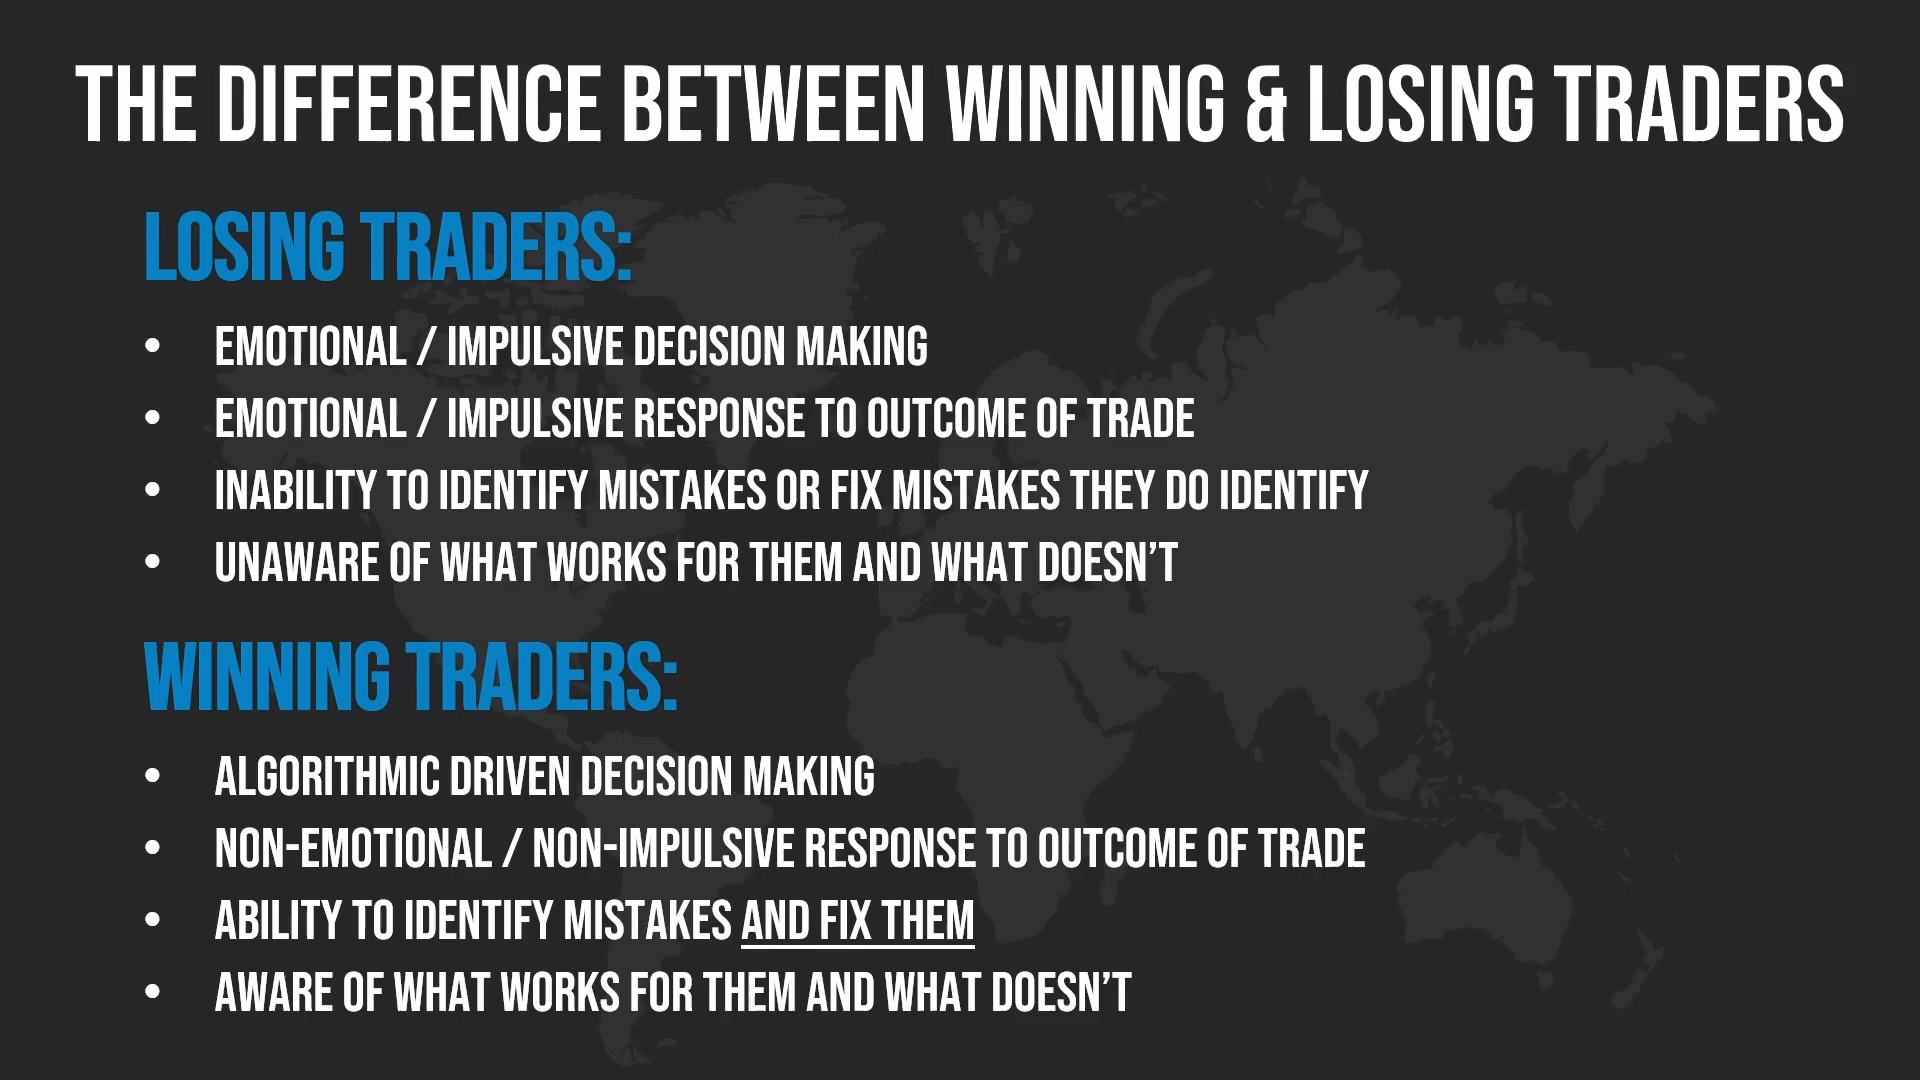 THE DIFFERENCE BETWEEN WINNING & LOSING TRADERS
LOSING TRADERS:
• EMOTIONAL / IMPULSIVE DECISION MAKING
• EMOTIONAL / IMPULSIVE RESPONSE TO OUTCOME OF TRADE
• INABILITY TO IDENTIFY MISTAKES OR FIX MISTAKES THEY DO IDENTIFY
• UNAWARE OF WHAT WORKS FOR THEM AND WHAT DOESN’T
WINNING TRADERS:
• ALGORITHMIC DRIVEN DECISION MAKING
• NON-EMOTIONAL / NON-IMPULSIVE RESPONSE TO OUTCOME OF TRADE
• ABILITY TO IDENTIFY MISTAKES AND FIX THEM
• AWARE OF WHAT WORKS FOR THEM AND WHAT DOESN’T